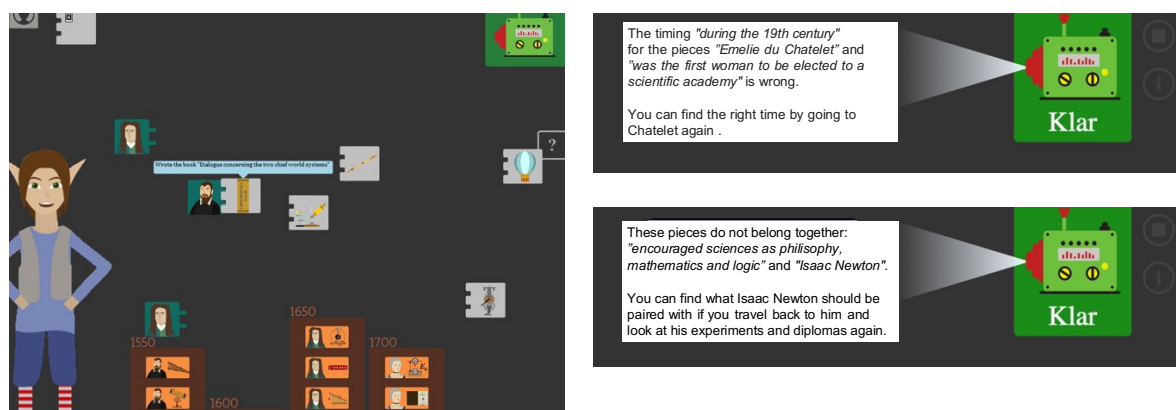 ?
Wrote the book "Dialogue concerning the two chief world systems"
1550
1600
1650
1700
The timing "during the 19th century"
for the pieces "Emelie du Chatelet" and
"was the first woman to be elected to a
scientific academy" is wrong.
You can find the right time by going to
Chatelet again .
Klar
These pieces do not belong together:
"encouraged sciences as philisophy,
mathematics and logic" and "Isaac Newton".
You can find what Isaac Newton should be
paired with if you travel back to him and
look at his experiments and diplomas again.
Klar